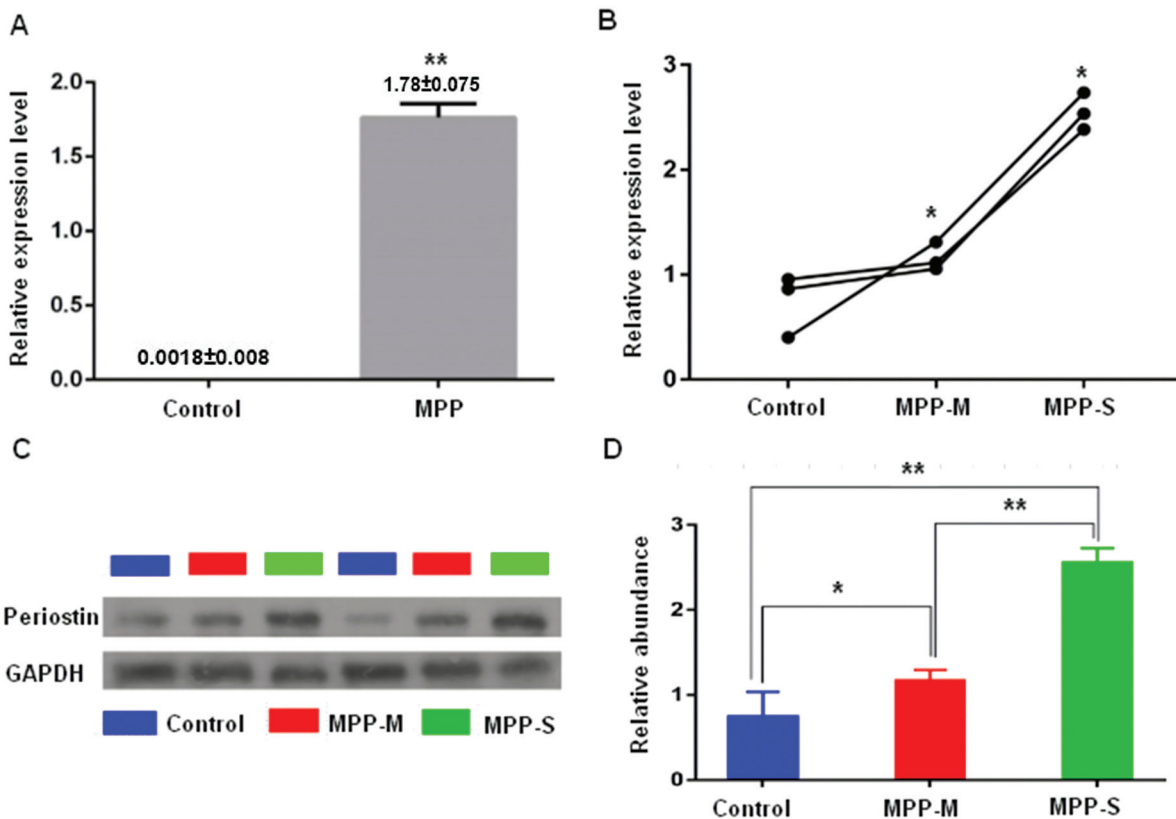 A
Relative expression level
2.0
1.5
1.0
0.5
0.0
**
1.78±0.075
0.0018±0.008
Control
MPP
B
Relative expression level
3
2
1
0
*
*
Control
MPP-M
MPP-S
C
Periostin
GAPDH
Control
MPP-M
MPP-S
D
Relative abundance
3
2
1
0
**
**
*
Control
MPP-M
MPP-S